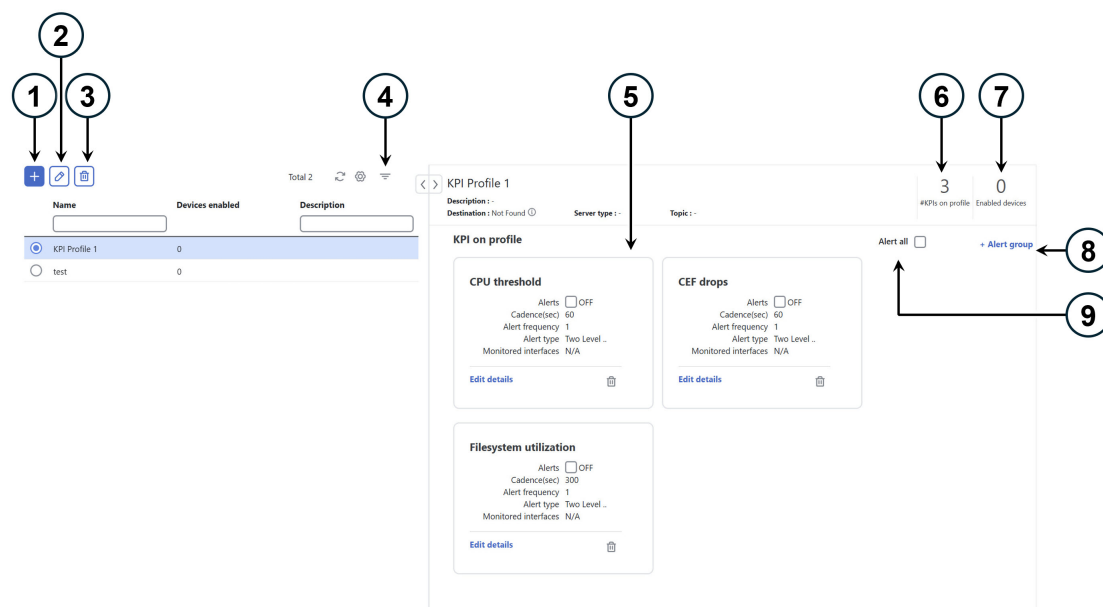 2
1
3
4
5
6
7
Total 2
Name
Devices enabled
Description
KPI Profile 1
0
test
0
KPI Profile 1
Description : -
Destination : Not Found
Server type : -
Topic : -
3
#KPIs on profile
0
Enabled devices
KPI on profile
Alert all
+ Alert group
8
9
CPU threshold
Alerts OFF
Cadence(sec) 60
Alert frequency 1
Alert type Two Level ..
Monitored interfaces N/A
Edit details
CEF drops
Alerts OFF
Cadence(sec) 60
Alert frequency 1
Alert type Two Level ..
Monitored interfaces N/A
Edit details
Filesystem utilization
Alerts OFF
Cadence(sec) 300
Alert frequency 1
Alert type Two Level ..
Monitored interfaces N/A
Edit details